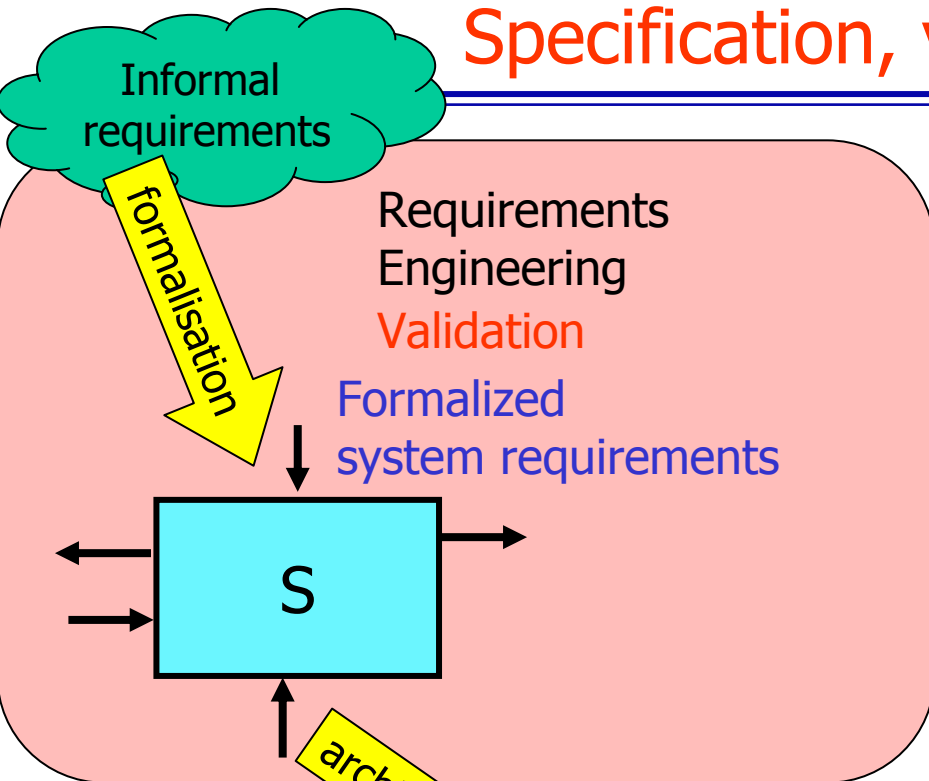 Specification,
Informal
requirements
formalisation
Requirements
Engineering
Validation
Formalized
system requirements
S